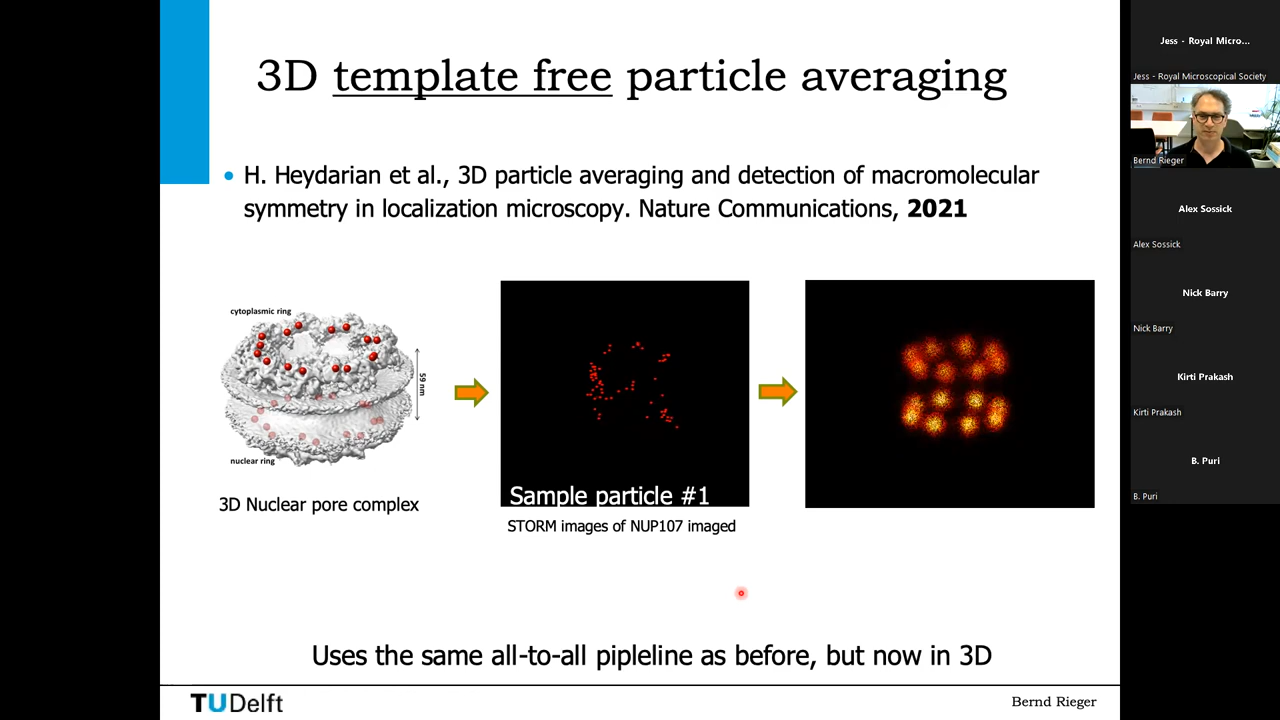 3D template free particle averaging
• H. Heydarian et al., 3D particle averaging and detection of macromolecular
symmetry in localization microscopy. Nature Communications, 2021
cytoplasmic ring
59 nm
nuclear ring
3D Nuclear pore complex
Sample particle #1
STORM images of NUP107 imaged
Uses the same all-to-all pipleline as before, but now in 3D
TUDelft
Bernd Rieger
Jess - Royal Micro...
Jess - Royal Microscopical Society
Bernd Rieger
Alex Sossick
Alex Sossick
Nick Barry
Nick Barry
Kirti Prakash
Kirti Prakash
B. Puri
B. Puri